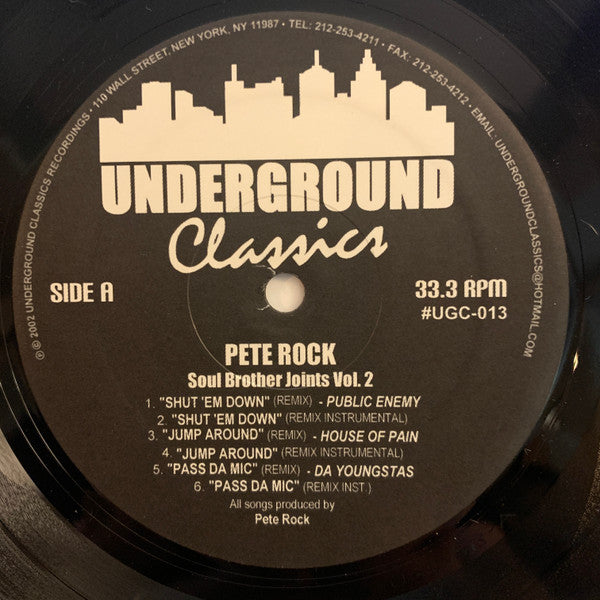 ℗ © 2002 UNDERGROUND CLASSICS RECORDINGS • 110 WALL STREET, NEW YORK, NY 11987 • TEL: 212-253-4211 • FAX: 212-253-4212 • EMAIL: UNDERGROUNDCLASSICS@HOTMAIL.COM
UNDERGROUND
Classics
SIDE A
33.3 RPM
#UGC-013
PETE ROCK
Soul Brother Joints Vol. 2
1. "SHUT 'EM DOWN" (REMIX) - PUBLIC ENEMY
2. "SHUT 'EM DOWN" (REMIX INSTRUMENTAL)
3. "JUMP AROUND" (REMIX) - HOUSE OF PAIN
4. "JUMP AROUND" (REMIX INSTRUMENTAL)
5. "PASS DA MIC" (REMIX) - DA YOUNGSTAS
6. "PASS DA MIC" (REMIX INST.)
All songs produced by
Pete Rock